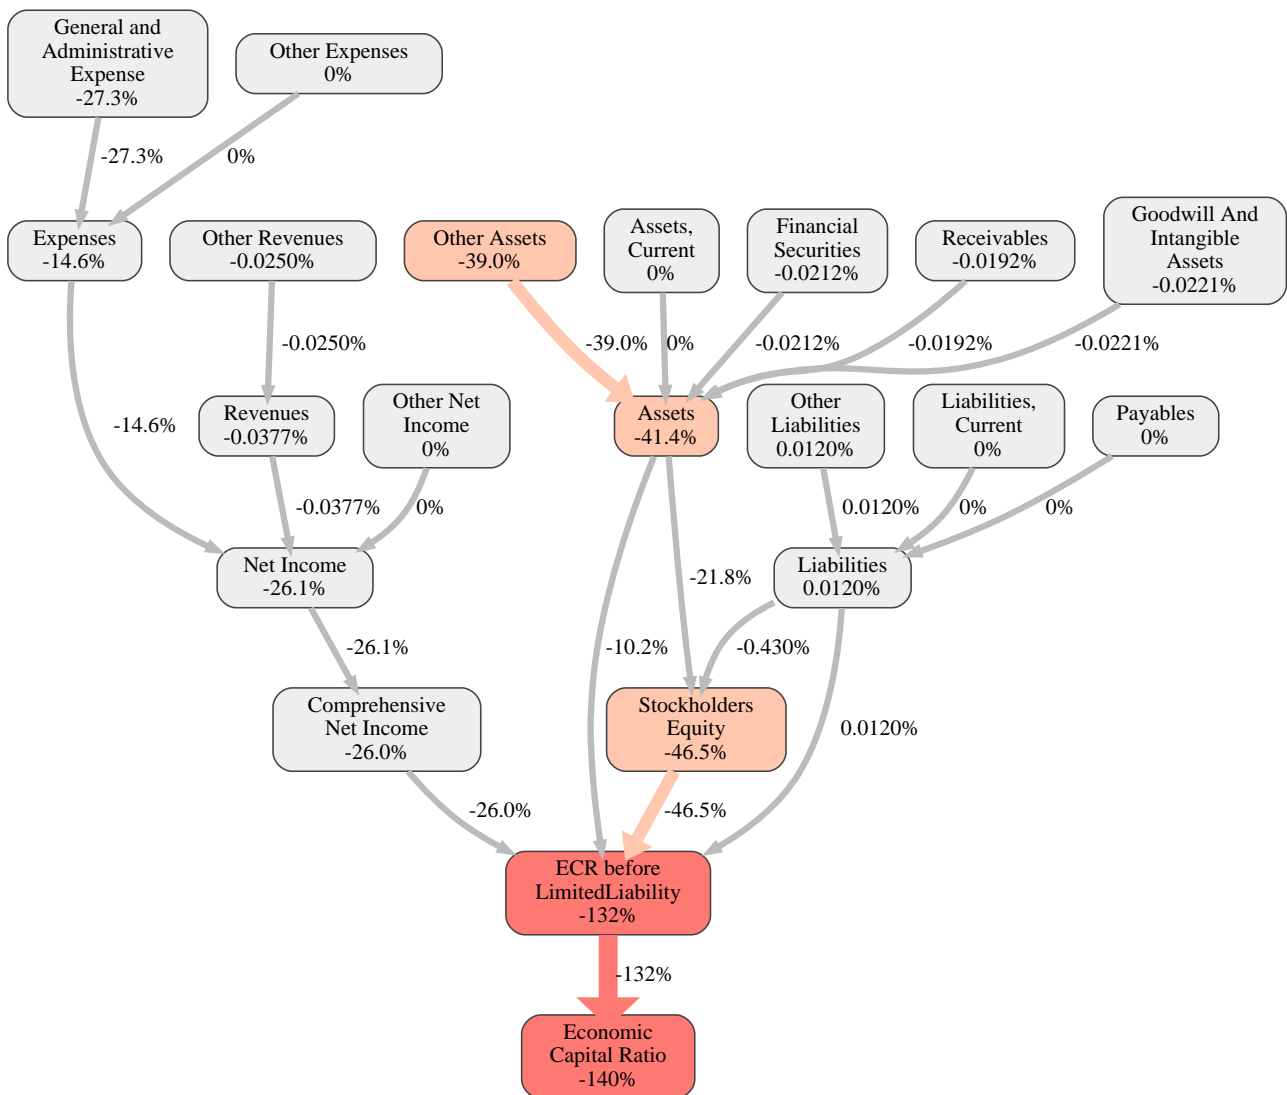 General and
Administrative
Expense
-27.3%
Other Expenses
0%
-27.3%
0%
Expenses
-14.6%
Other Revenues
-0.0250%
Other Assets
-39.0%
Assets,
Current
0%
Financial
Securities
-0.0212%
Receivables
-0.0192%
Goodwill And
Intangible
Assets
-0.0221%
-0.0250%
-39.0%
0%
-0.0212%
-0.0192%
-0.0221%
-14.6%
Revenues
-0.0377%
Other Net
Income
0%
Assets
-41.4%
Other
Liabilities
0.0120%
Liabilities,
Current
0%
Payables
0%
-0.0377%
0%
0.0120%
0%
0%
Net Income
-26.1%
-21.8%
Liabilities
0.0120%
-26.1%
-10.2%
-0.430%
Comprehensive
Net Income
-26.0%
Stockholders
Equity
-46.5%
0.0120%
-26.0%
-46.5%
ECR before
LimitedLiability
-132%
-132%
Economic
Capital Ratio
-140%